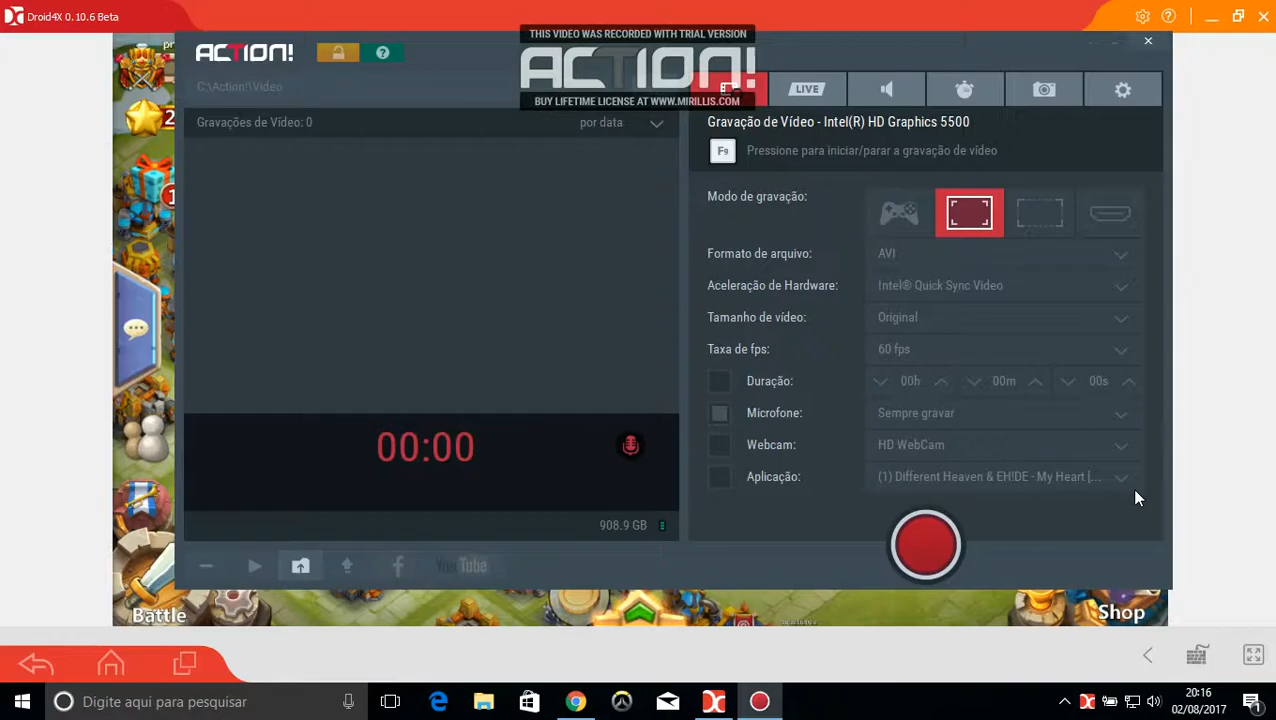 Droid4X 0.10.6 Beta
THIS VIDEO WAS RECORDED WITH TRIAL VERSION
ACTION!
BUY LIFETIME LICENSE AT WWW.MIRILLIS.COM
ACTION!
LIVE
C:\Action!\Video
Gravações de Vídeo: 0
por data
Gravação de Vídeo - Intel(R) HD Graphics 5500
F9
Pressione para iniciar/parar a gravação de vídeo
Modo de gravação:
Formato de arquivo:
AVI
Aceleração de Hardware:
Intel® Quick Sync Video
Tamanho de vídeo:
Original
Taxa de fps:
60 fps
Duração:
00h
00m
00s
Microfone:
Sempre gravar
Webcam:
HD WebCam
Aplicação:
(1) Different Heaven & EH!DE - My Heart [...
00:00
908.9 GB
YouTube
Battle
Shop
Digite aqui para pesquisar
20:16
02/08/2017
1